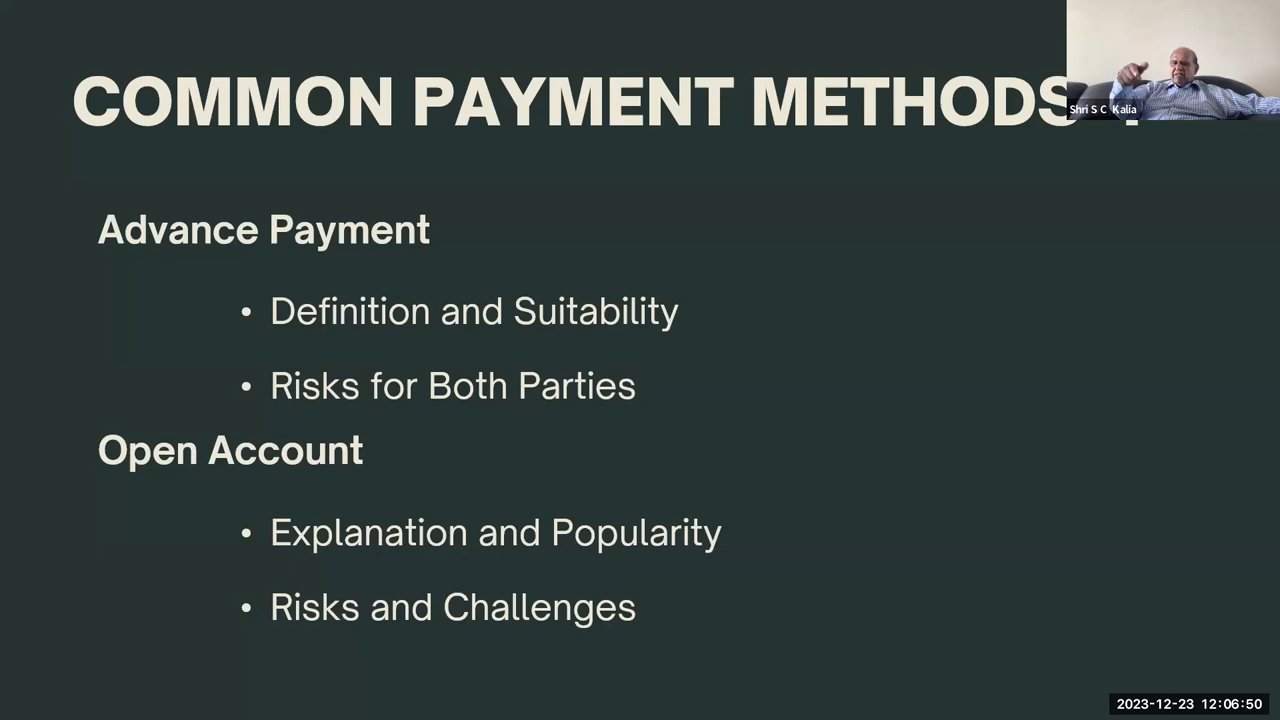 COMMON PAYMENT METHODS
Shri S C Kalia
Advance Payment
• Definition and Suitability
• Risks for Both Parties
Open Account
• Explanation and Popularity
• Risks and Challenges
2023-12-23 12:06:50